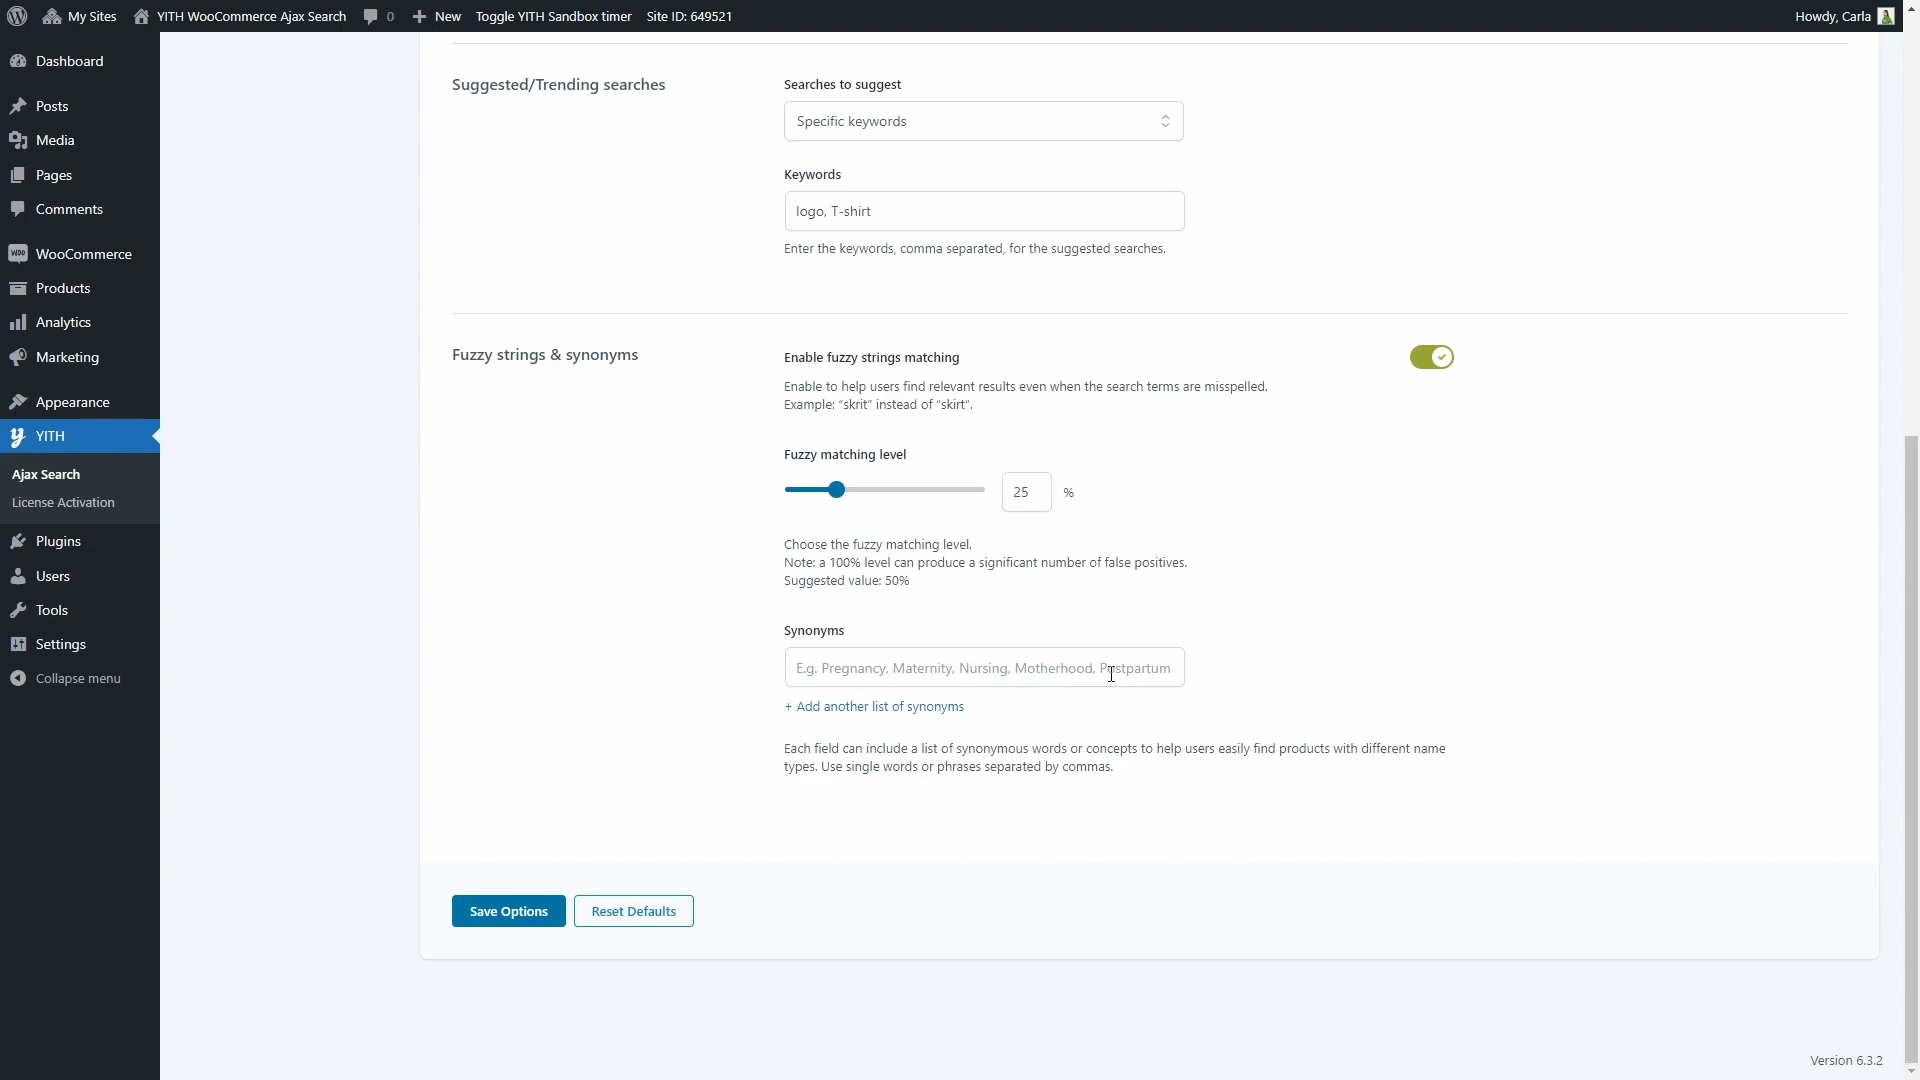 My Sites
YITH WooCommerce Ajax Search
0
New
Toggle YITH Sandbox timer
Site ID: 649521
Howdy, Carla
Dashboard
Posts
Media
Pages
Comments
WooCommerce
Products
Analytics
Marketing
Appearance
YITH
Ajax Search
License Activation
Plugins
Users
Tools
Settings
Collapse menu
Suggested/Trending searches
Searches to suggest
Specific keywords
Keywords
logo, T-shirt
Enter the keywords, comma separated, for the suggested searches.
Fuzzy strings & synonyms
Enable fuzzy strings matching
Enable to help users find relevant results even when the search terms are misspelled.
Example: “skrit” instead of “skirt”.
Fuzzy matching level
25 %
Choose the fuzzy matching level.
Note: a 100% level can produce a significant number of false positives.
Suggested value: 50%
Synonyms
E.g. Pregnancy, Maternity, Nursing, Motherhood, Postpartum
+ Add another list of synonyms
Each field can include a list of synonymous words or concepts to help users easily find products with different name
types. Use single words or phrases separated by commas.
Save Options
Reset Defaults
Version 6.3.2